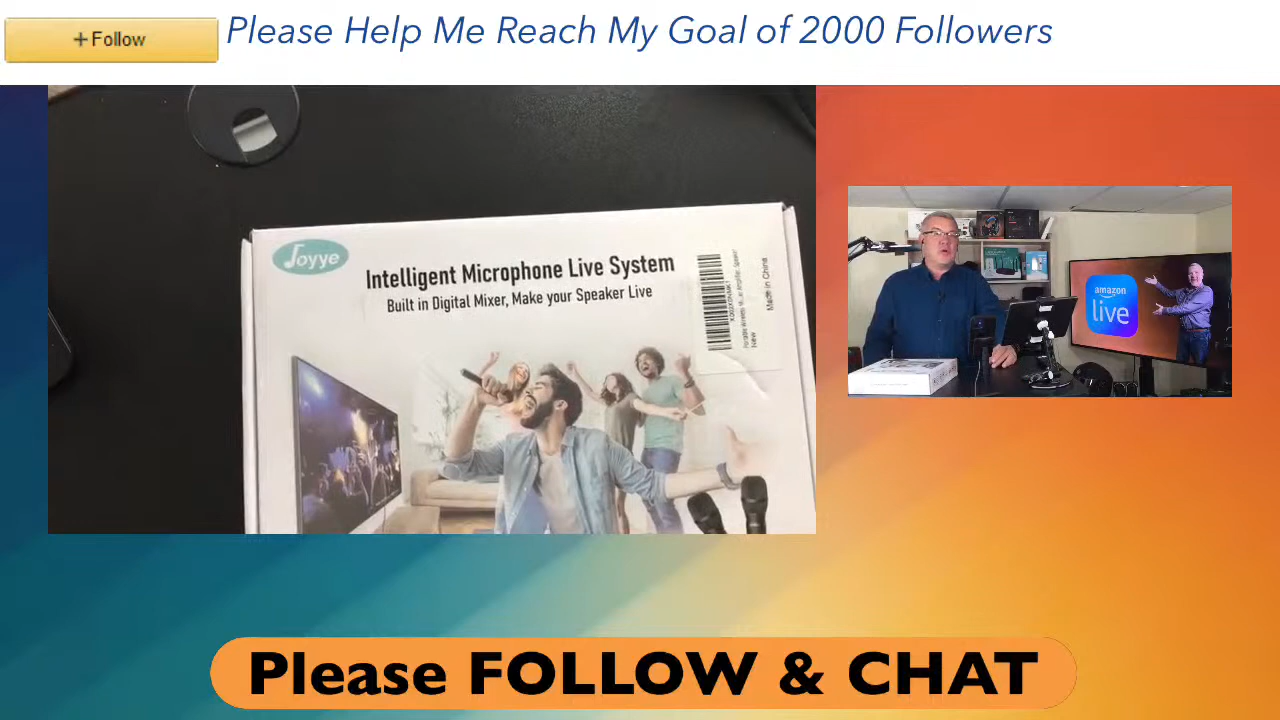 +Follow
Please Help Me Reach My Goal of 2000 Followers
Joyye
Intelligent Microphone Live System
Built in Digital Mixer, Make your Speaker Live
New
Made in China
amazon
live
Please FOLLOW & CHAT